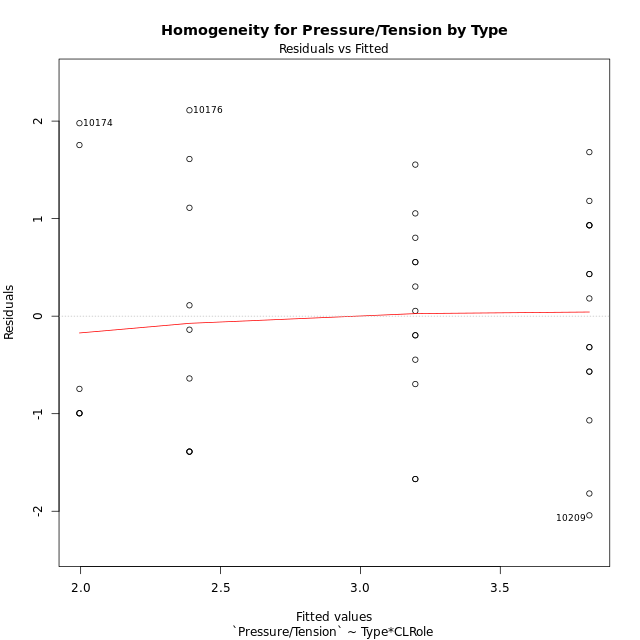 Homogeneity for Pressure/Tension by Type
Residuals vs Fitted
10174
10176
10209
Residuals
2
1
0
-1
-2
2.0 2.5 3.0 3.5
Fitted values
`Pressure/Tension` ~ Type*CLRole